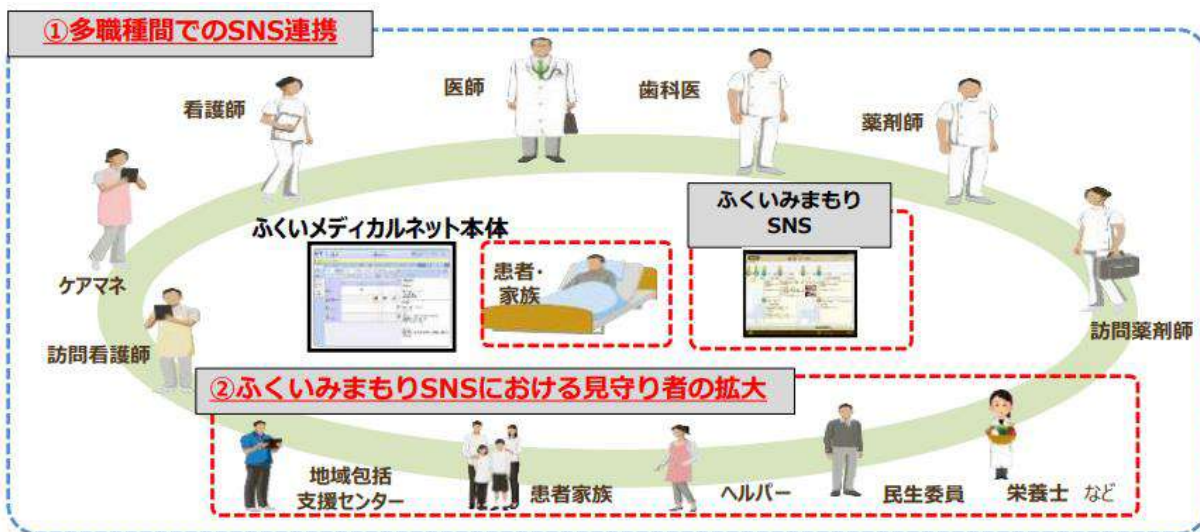 ①多職種間でのSNS連携
医師
歯科医
看護師
薬剤師
ふくいみまもり
SNS
ふくいメディカルネット本体
患者・
家族
ケアマネ
訪問看護師
訪問薬剤師
②ふくいみまもりSNSにおける見守り者の拡大
地域包括
支援センター
患者家族
ヘルパー
民生委員
栄養士 など